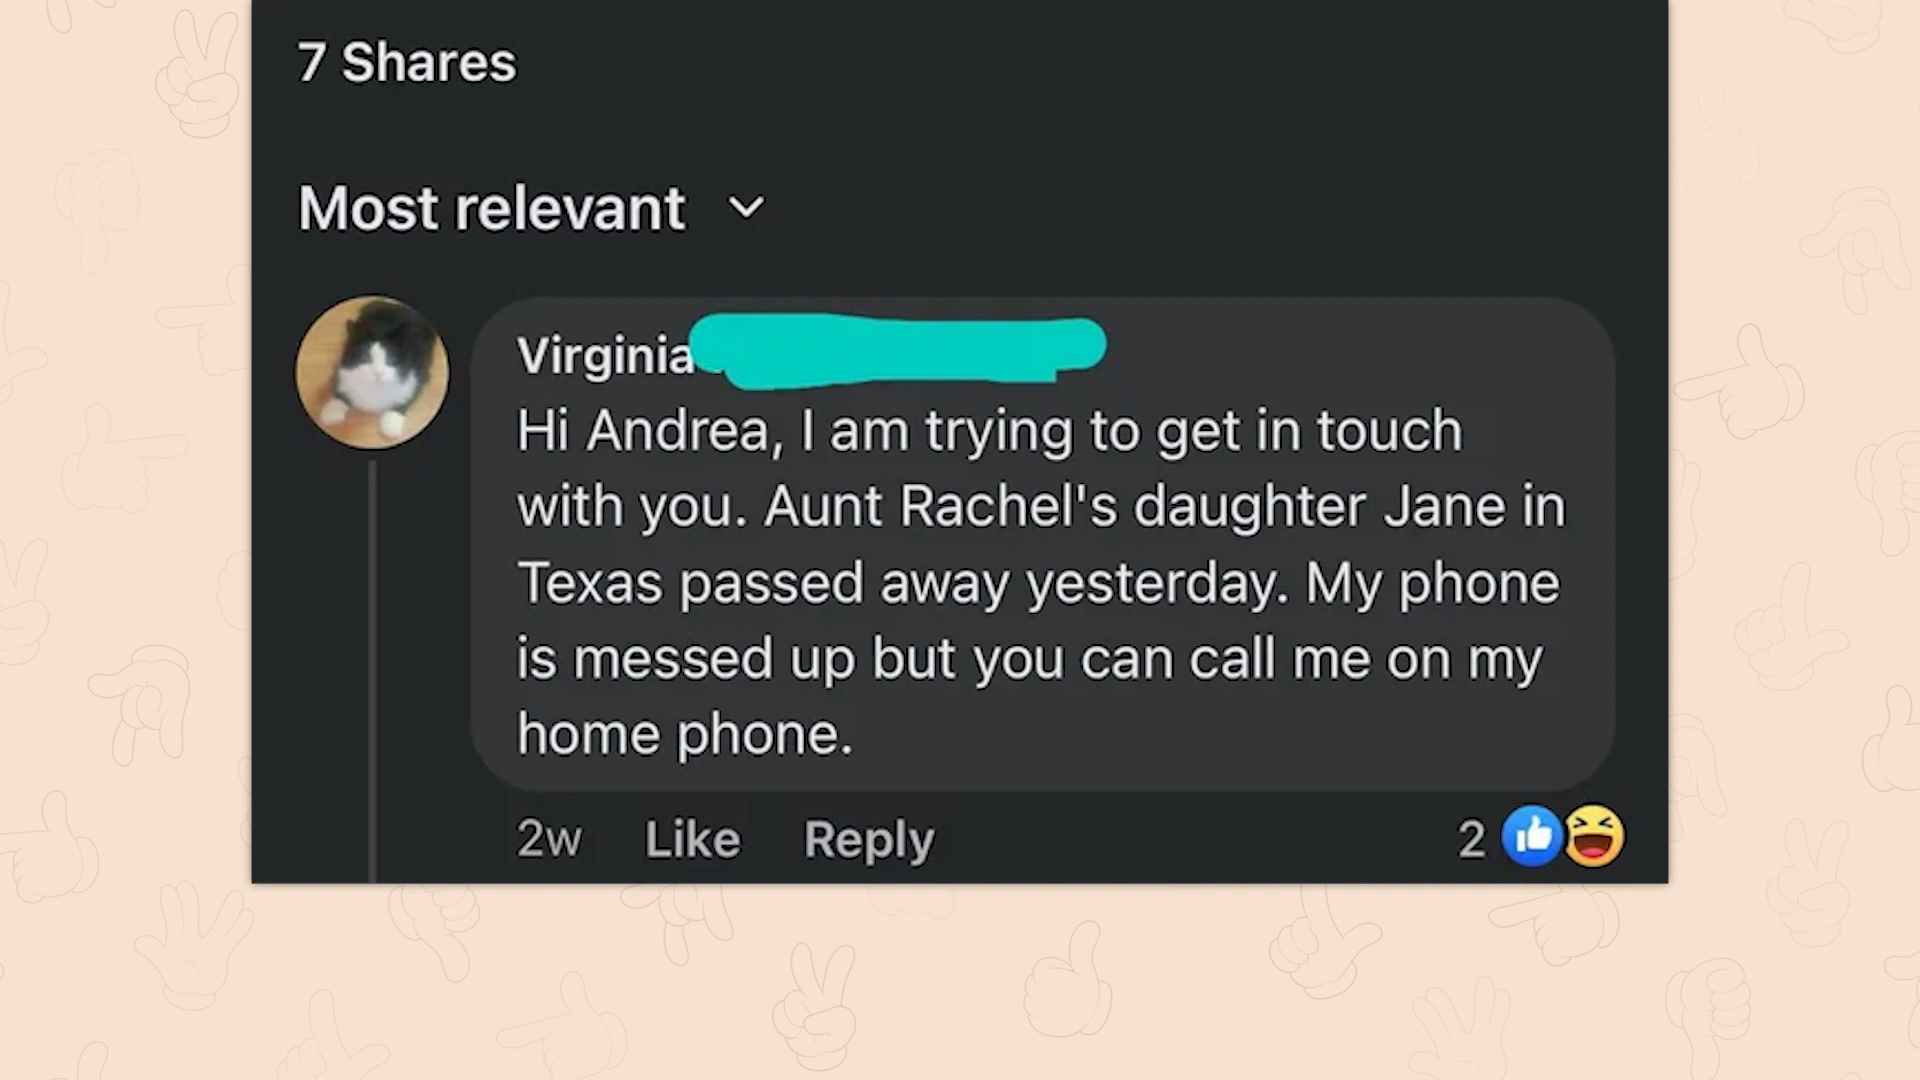 7 Shares
Most relevant
Virginia
Hi Andrea, I am trying to get in touch
with you. Aunt Rachel's daughter Jane in
Texas passed away yesterday. My phone
is messed up but you can call me on my
home phone.
2w Like Reply 2